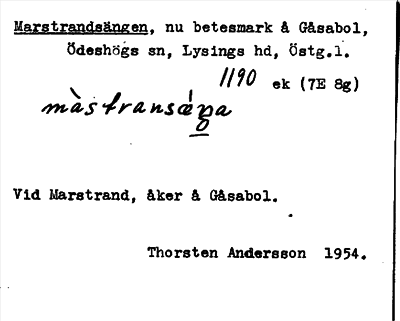 Marstrandsängen, nu betesmark å Gåsabol,
Ödeshögs sn, Lysings hd, Östg.l.
1190 ek (7E 8g)
Vid Marstrand, åker å Gåsabol.
Thorsten Andersson 1954.